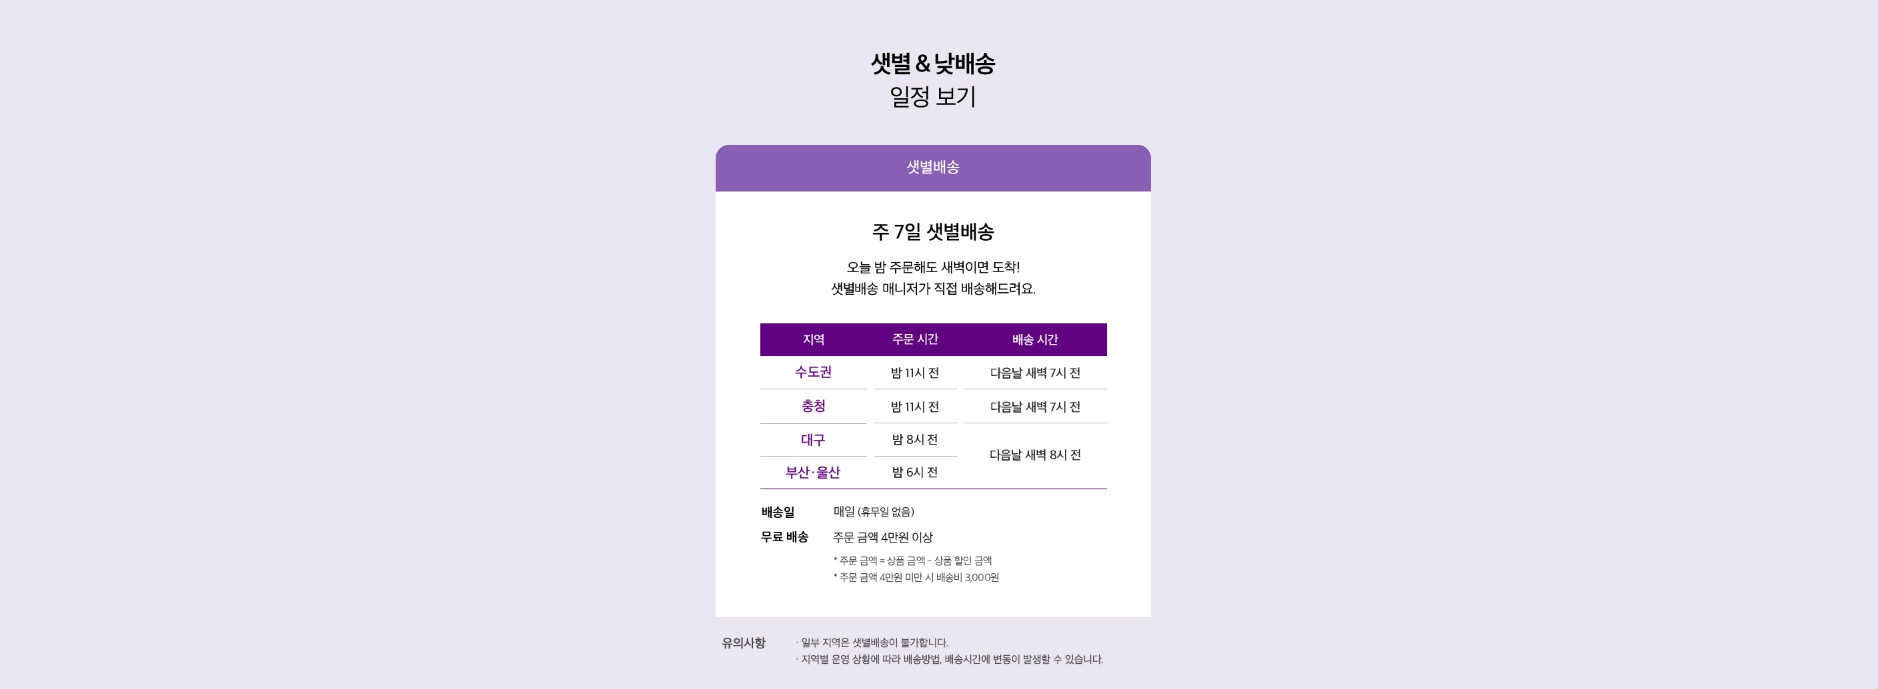 샛별 & 낮배송
일정 보기
샛별배송
주 7일 샛별배송
오늘 밤 주문해도 새벽이면 도착!
샛별배송 매니저가 직접 배송해드려요.
지역 주문 시간 배송 시간
수도권 밤 11시 전 다음날 새벽 7시 전
충청 밤 11시 전 다음날 새벽 7시 전
대구 밤 8시 전
다음날 새벽 8시 전
부산·울산 밤 6시 전
배송일 매일 (휴무일 없음)
무료 배송 주문 금액 4만원 이상
* 주문 금액 = 상품 금액 - 상품 할인 금액
* 주문 금액 4만원 미만 시 배송비 3,000원
유의사항 · 일부 지역은 샛별배송이 불가합니다.
· 지역별 운영 상황에 따라 배송방법, 배송시간에 변동이 발생할 수 있습니다.